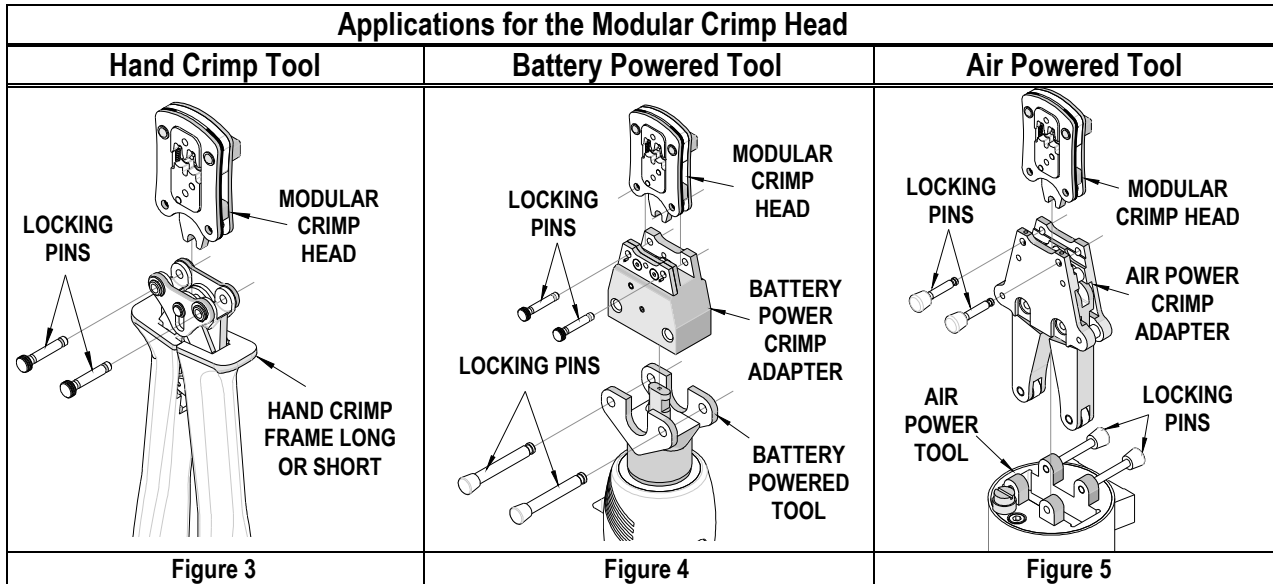 Applications for the Modular Crimp Head
Hand Crimp Tool
Battery Powered Tool
Air Powered Tool
LOCKING
PINS
MODULAR
CRIMP
HEAD
HAND CRIMP
FRAME LONG
OR SHORT
MODULAR
CRIMP
HEAD
LOCKING
PINS
BATTERY
POWER
CRIMP
ADAPTER
LOCKING PINS
BATTERY
POWERED
TOOL
LOCKING
PINS
MODULAR
CRIMP HEAD
AIR POWER
CRIMP
ADAPTER
AIR
POWER
TOOL
LOCKING
PINS
Figure 3
Figure 4
Figure 5